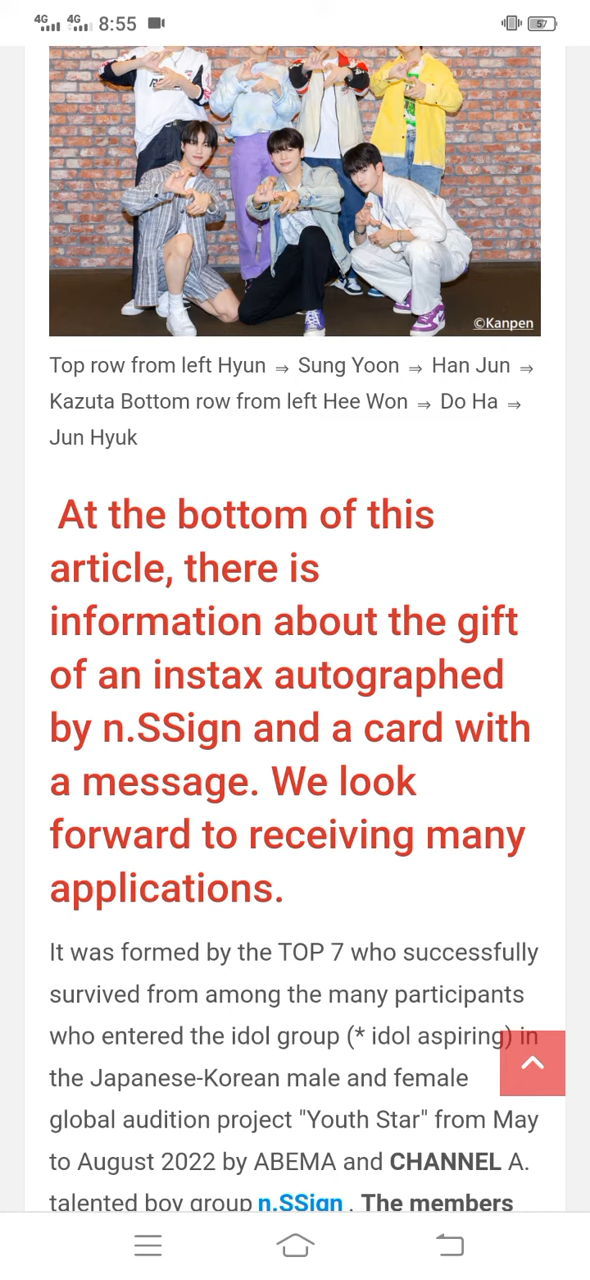 4G 4G 8:55 57
©Kanpen
Top row from left Hyun ⇒ Sung Yoon ⇒ Han Jun ⇒
Kazuta Bottom row from left Hee Won ⇒ Do Ha ⇒
Jun Hyuk
At the bottom of this
article, there is
information about the gift
of an instax autographed
by n.SSign and a card with
a message. We look
forward to receiving many
applications.
It was formed by the TOP 7 who successfully
survived from among the many participants
who entered the idol group (* idol aspiring) in
the Japanese-Korean male and female
global audition project "Youth Star" from May
to August 2022 by ABEMA and CHANNEL A.
talented boy group n.SSign . The members